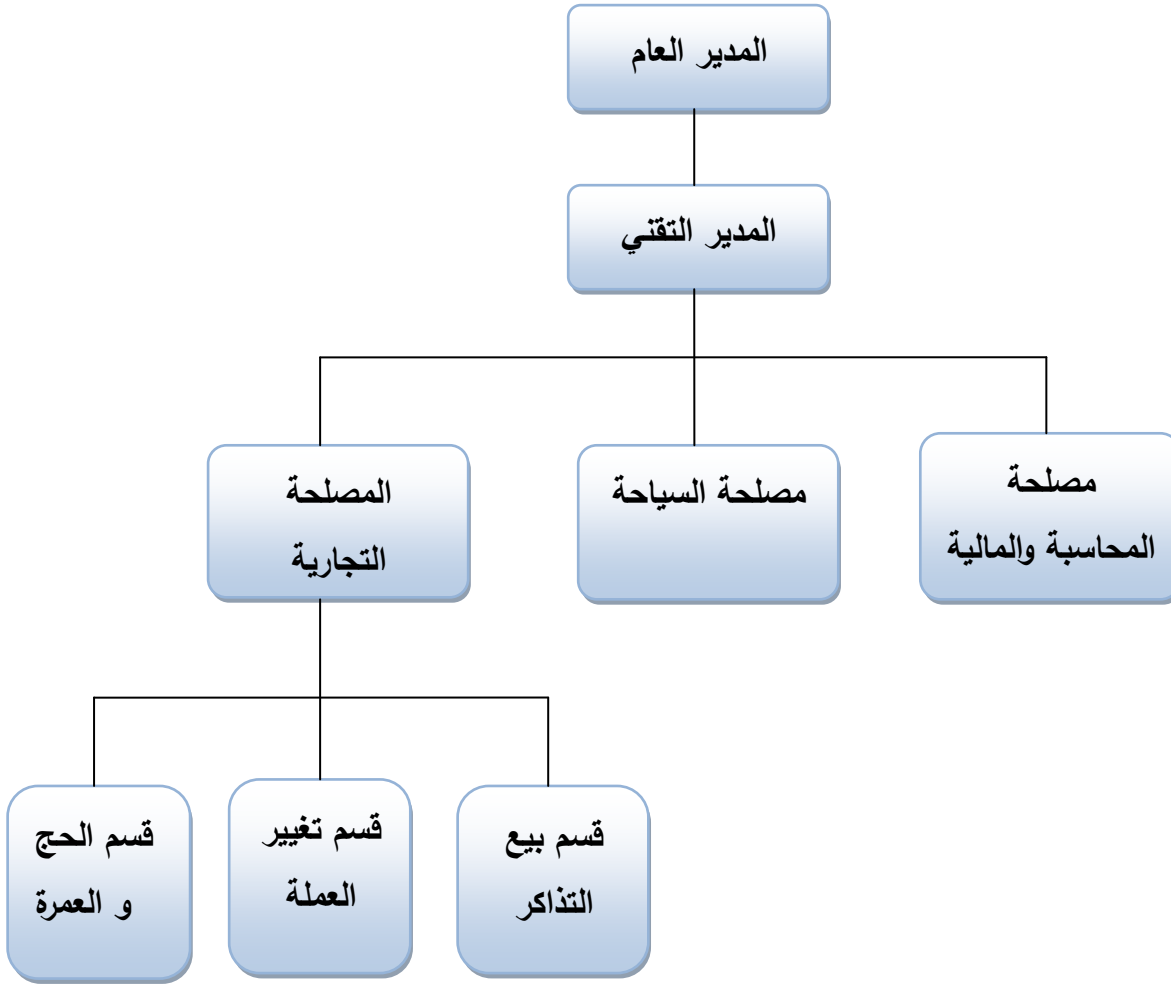 المدير العام
المدير التقني
مصلحة
المحاسبة والمالية
مصلحة السياحة
المصلحة
التجارية
قسم بيع
التذاكر
قسم تغيير
العملة
قسم الحج
و العمرة